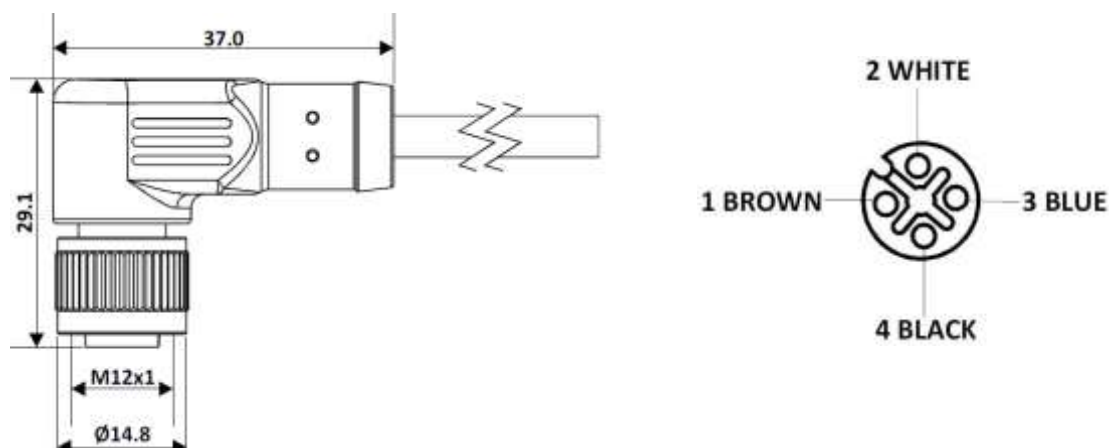 37.0
29.1
M12x1
Ø14.8
2 WHITE
1 BROWN
3 BLUE
4 BLACK